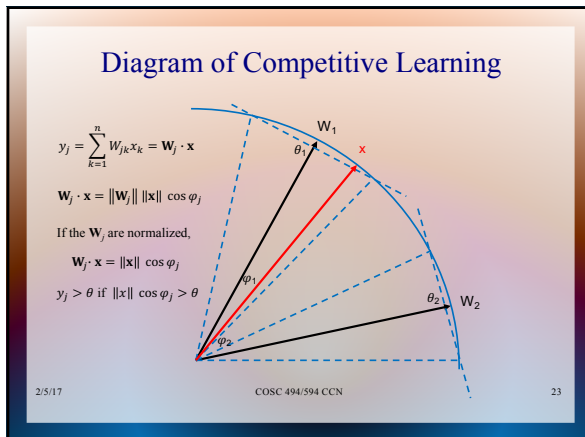 Diagram of Competitive Learning
n
y_j = ∑ W_jk x_k = W_j · x
k=1
W_j · x = ‖W_j‖ ‖x‖ cos φ_j
If the W_j are normalized,
W_j · x = ‖x‖ cos φ_j
y_j > θ if ‖x‖ cos φ_j > θ
W₁
θ₁
x
φ₁
θ₂
W₂
φ₂
2/5/17
COSC 494/594 CCN
23